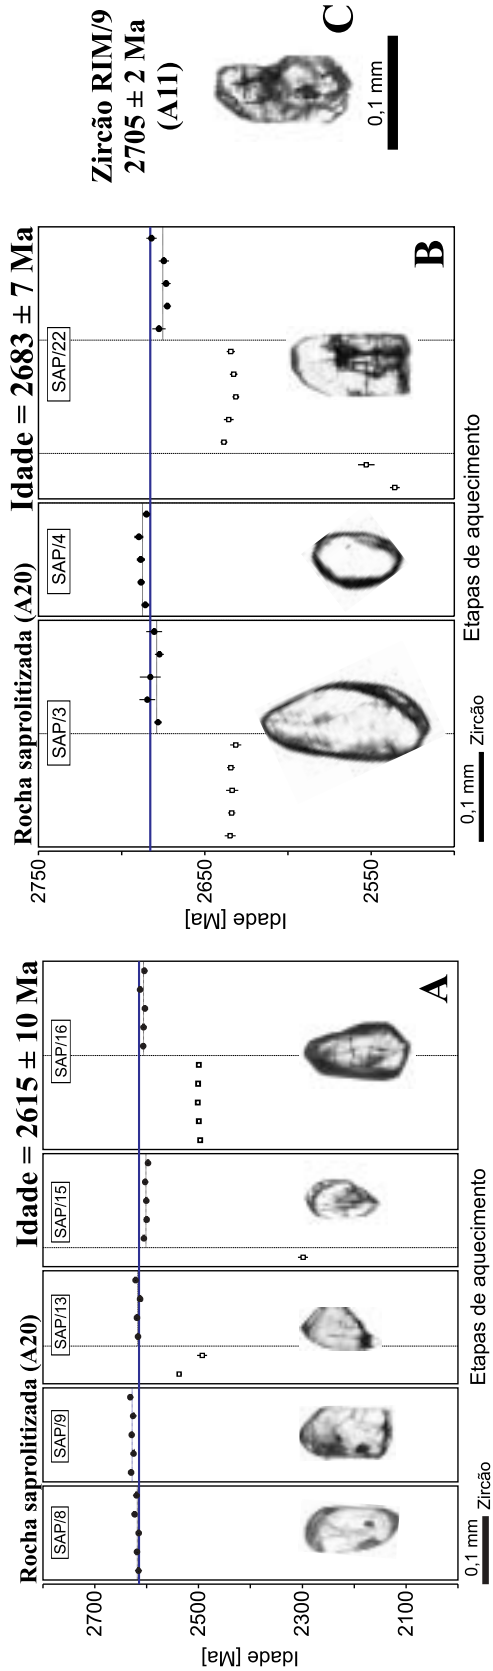 Rocha saprolitizada (A20) Idade = 2615 ± 10 Ma
SAP/8 SAP/9 SAP/13 SAP/15 SAP/16
2700
2500
2300
2100
Idade [Ma]
A
0,1 mm
Zircão
Etapas de aquecimento
Rocha saprolitizada (A20) Idade = 2683 ± 7 Ma
SAP/3 SAP/4 SAP/22
2750
2650
2550
Idade [Ma]
B
0,1 mm
Zircão
Etapas de aquecimento
Zircão RIM/9
2705 ± 2 Ma
(A11)
C
0,1 mm